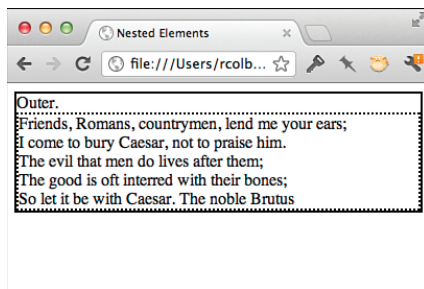 Nested Elements
file:///Users/rcolb...
Outer.
Friends, Romans, countrymen, lend me your ears;
I come to bury Caesar, not to praise him.
The evil that men do lives after them;
The good is oft interred with their bones;
So let it be with Caesar. The noble Brutus